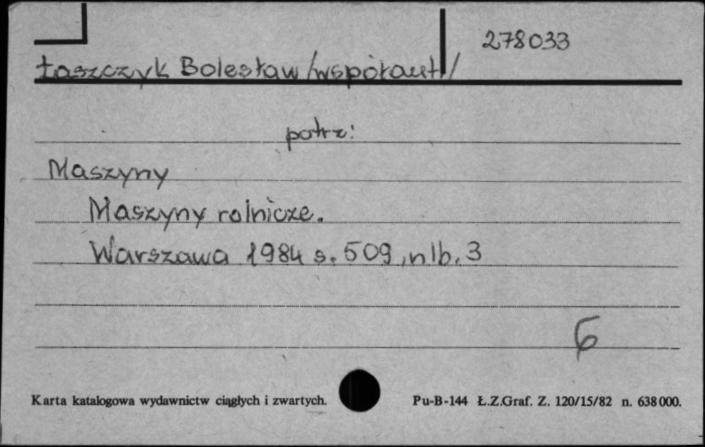 278033
Łaszczyk Bolesław /współaut/
patrz:
Maszyny
Maszyny rolnicze.
Warszawa 1984 s. 509, nlb. 3
6
Karta katalogowa wydawnictw ciągłych i zwartych.
Pu-B-144 Ł.Z.Graf. Z. 120/15/82 n. 638000.